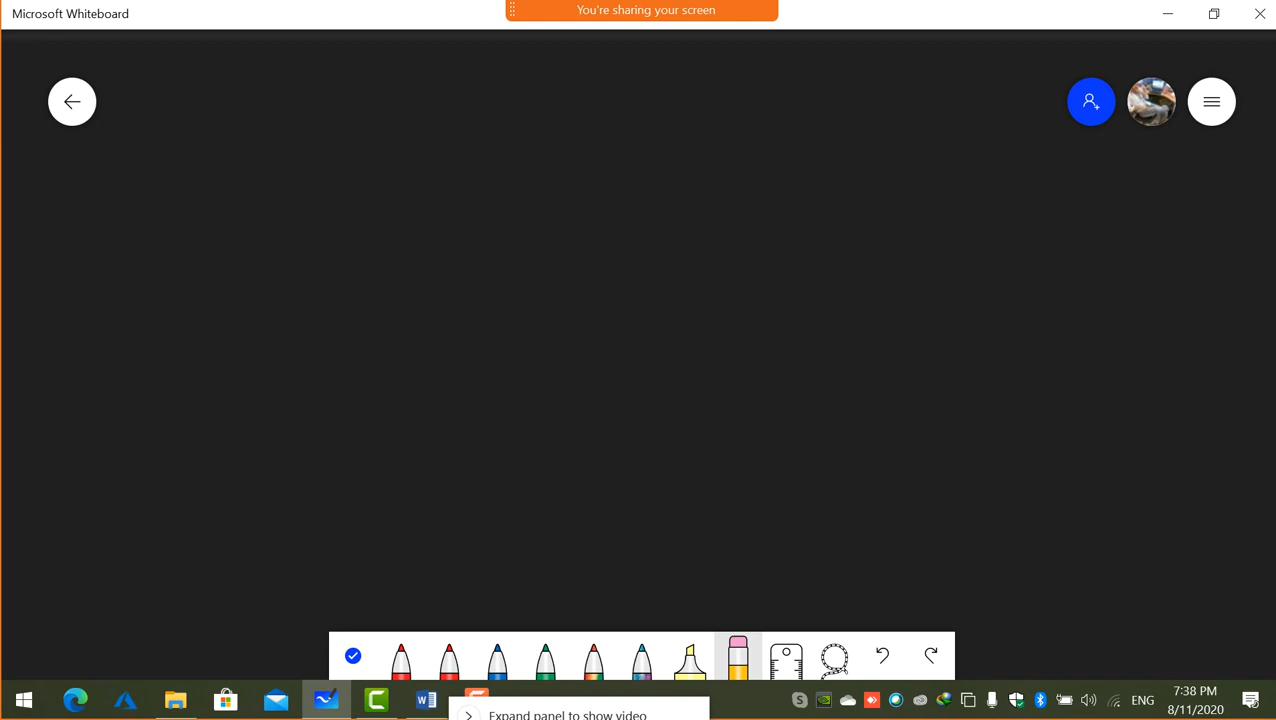 Microsoft Whiteboard
You're sharing your screen
Expand panel to show video
ENG
7:38 PM
8/11/2020